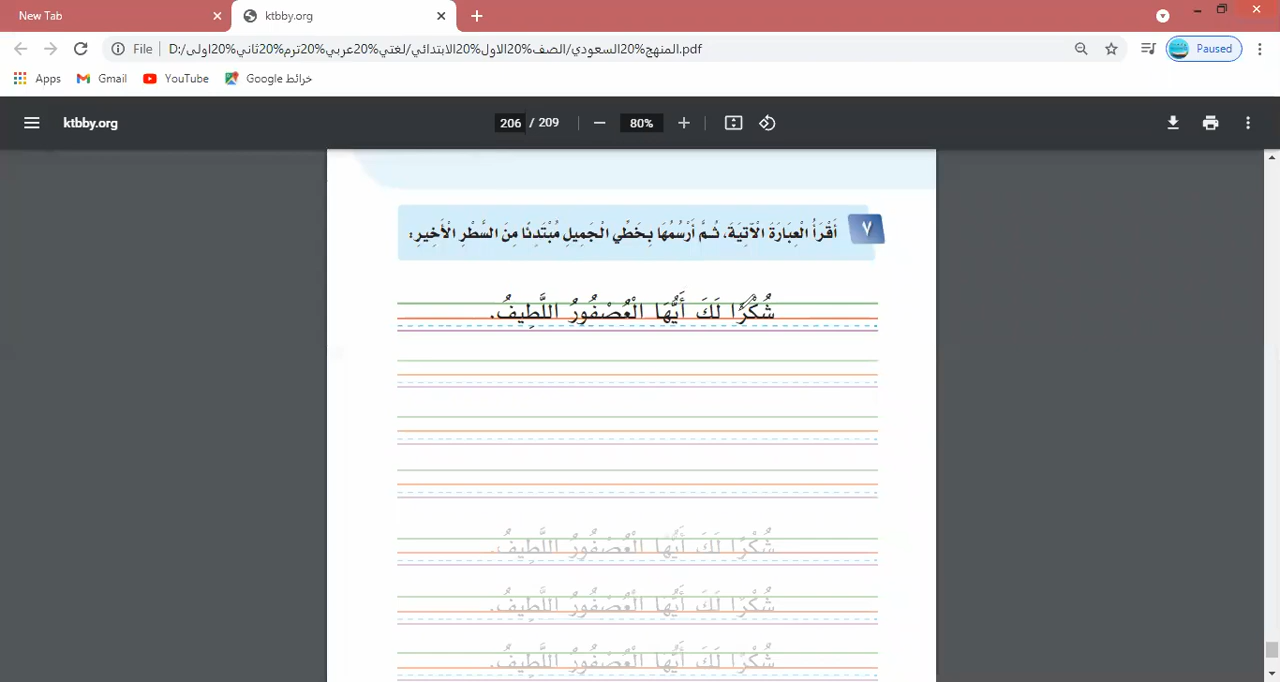 New Tab
ktbby.org
File | D:/المنهج%20السعودي/الصف%20الاول%20الابتدائي/لغتي%20عربي%20ترم%20ثاني%20اولى.pdf
Paused
Apps Gmail YouTube خرائط Google
ktbby.org
206 / 209
80%
٧ أَقْرَأُ الْعِبَارَةَ الْآتِيَةَ، ثُمَّ أَرْسُمُهَا بِخَطِّي الْجَمِيلِ مُبْتَدِئًا مِنَ السَّطْرِ الْأَخِيرِ:
شُكْرًا لَكَ أَيُّهَا الْعُصْفُورُ اللَّطِيفُ.
شُكْرًا لَكَ أَيُّهَا الْعُصْفُورُ اللَّطِيفُ.
شُكْرًا لَكَ أَيُّهَا الْعُصْفُورُ اللَّطِيفُ.
شُكْرًا لَكَ أَيُّهَا الْعُصْفُورُ اللَّطِيفُ.